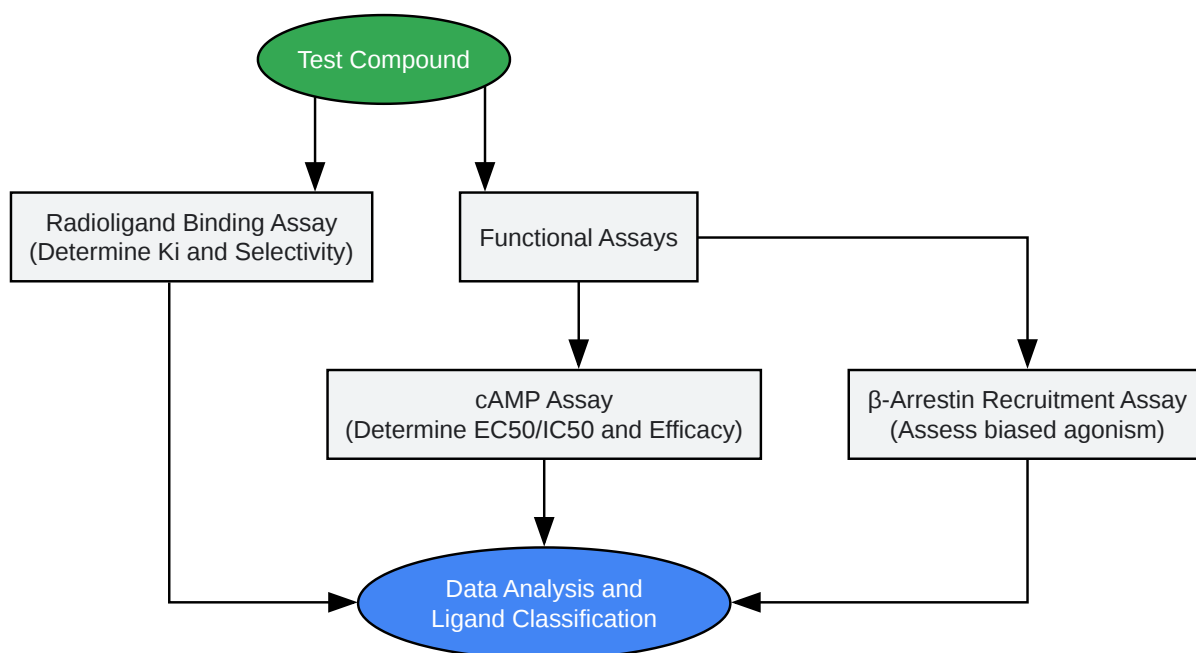 Test Compound
Radioligand Binding Assay
(Determine Ki and Selectivity)
Functional Assays
cAMP Assay
(Determine EC50/IC50 and Efficacy)
β-Arrestin Recruitment Assay
(Assess biased agonism)
Data Analysis and
Ligand Classification